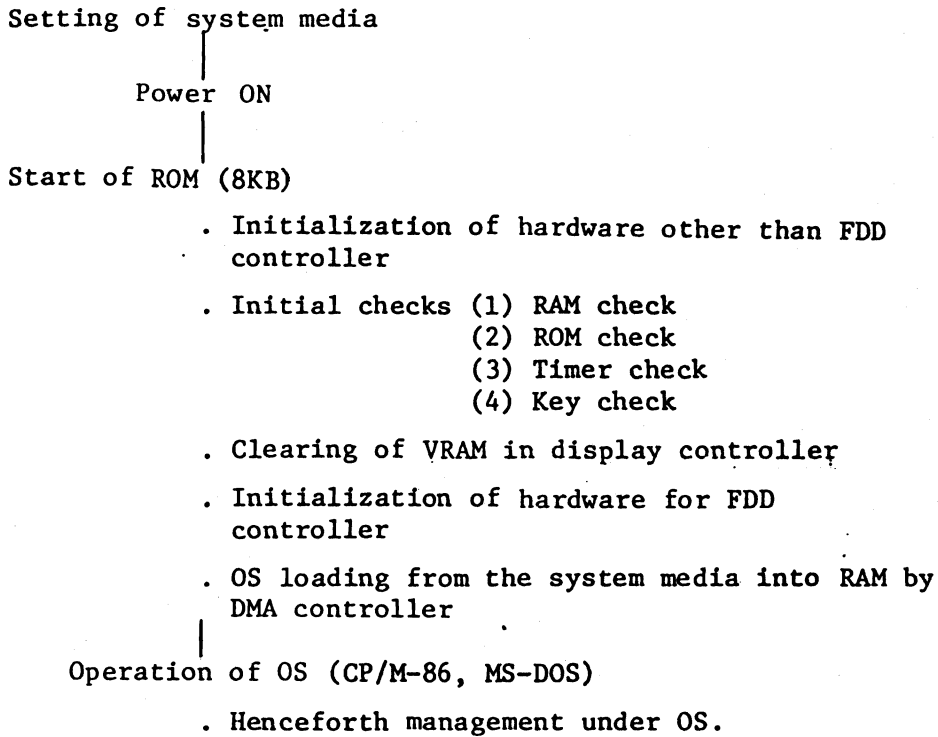 Setting of system media
Power ON
Start of ROM (8KB)
. Initialization of hardware other than FDD
controller
. Initial checks (1) RAM check
(2) ROM check
(3) Timer check
(4) Key check
. Clearing of VRAM in display controller
. Initialization of hardware for FDD
controller
. OS loading from the system media into RAM by
DMA controller
Operation of OS (CP/M-86, MS-DOS)
. Henceforth management under OS.